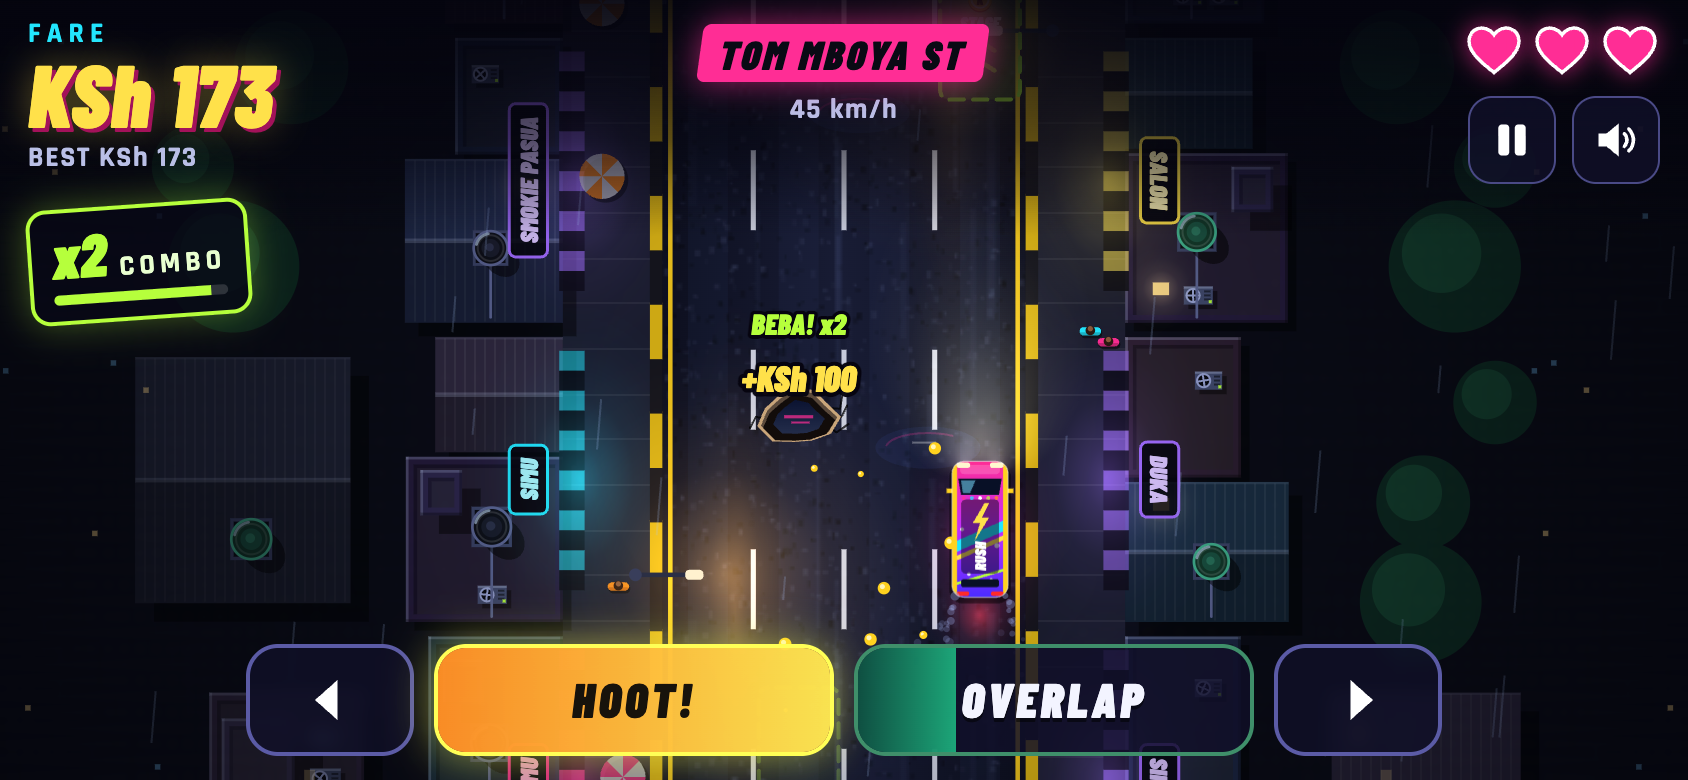 FARE
KSh 173
BEST KSh 173
x2 COMBO
TOM MBOYA ST
45 km/h
SMOKIE PASUA
SALON
BEBA! x2
+KSh 100
SIMU
DUKA
RUSH
HOOT!
OVERLAP